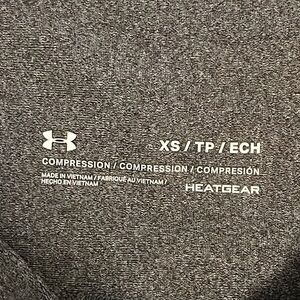 XS / TP / ECH
COMPRESSION / COMPRESSION / COMPRESIÓN
MADE IN VIETNAM / FABRIQUÉ AU VIETNAM /
HECHO EN VIETNAM
HEATGEAR